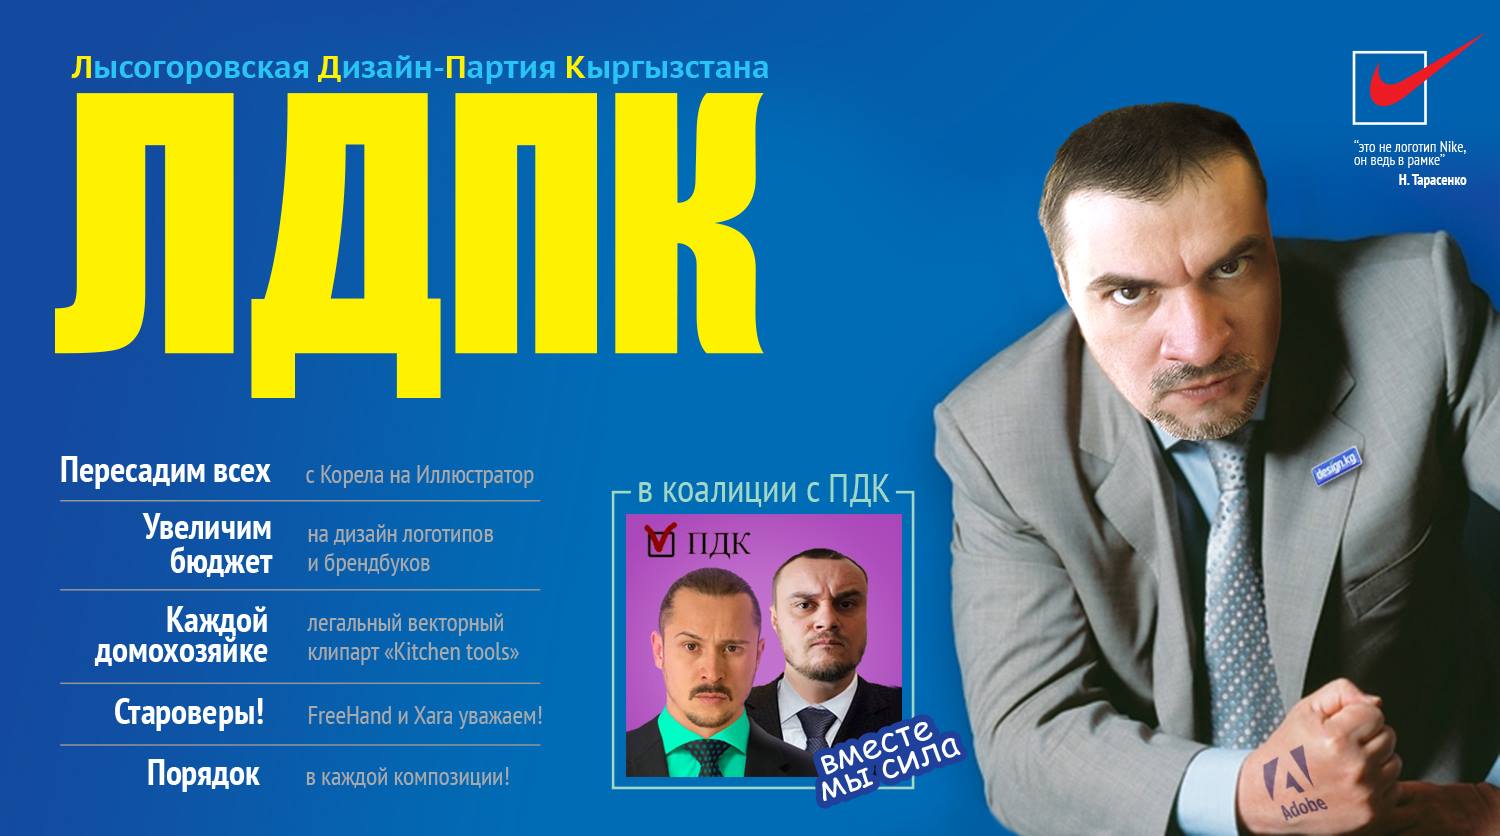 Лысогоровская Дизайн-Партия Кыргызстана
ЛДПК
“это не логотип Nike,
он ведь в рамке”
Н. Тарасенко
Пересадим всех
с Корела на Иллюстратор
Увеличим
бюджет
на дизайн логотипов
и брендбуков
Каждой
домохозяйке
легальный векторный
клипарт «Kitchen tools»
Староверы!
FreeHand и Xara уважаем!
Порядок
в каждой композиции!
в коалиции с ПДК
ПДК
вместе
мы сила
design.kg
Adobe